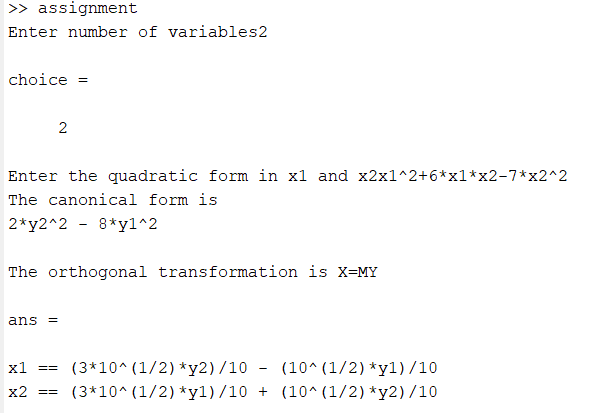 >> assignment
Enter number of variables2
choice =
2
Enter the quadratic form in x1 and x2x1^2+6*x1*x2-7*x2^2
The canonical form is
2*y2^2 - 8*y1^2
The orthogonal transformation is X=MY
ans =
x1 == (3*10^(1/2)*y2)/10 - (10^(1/2)*y1)/10
x2 == (3*10^(1/2)*y1)/10 + (10^(1/2)*y2)/10